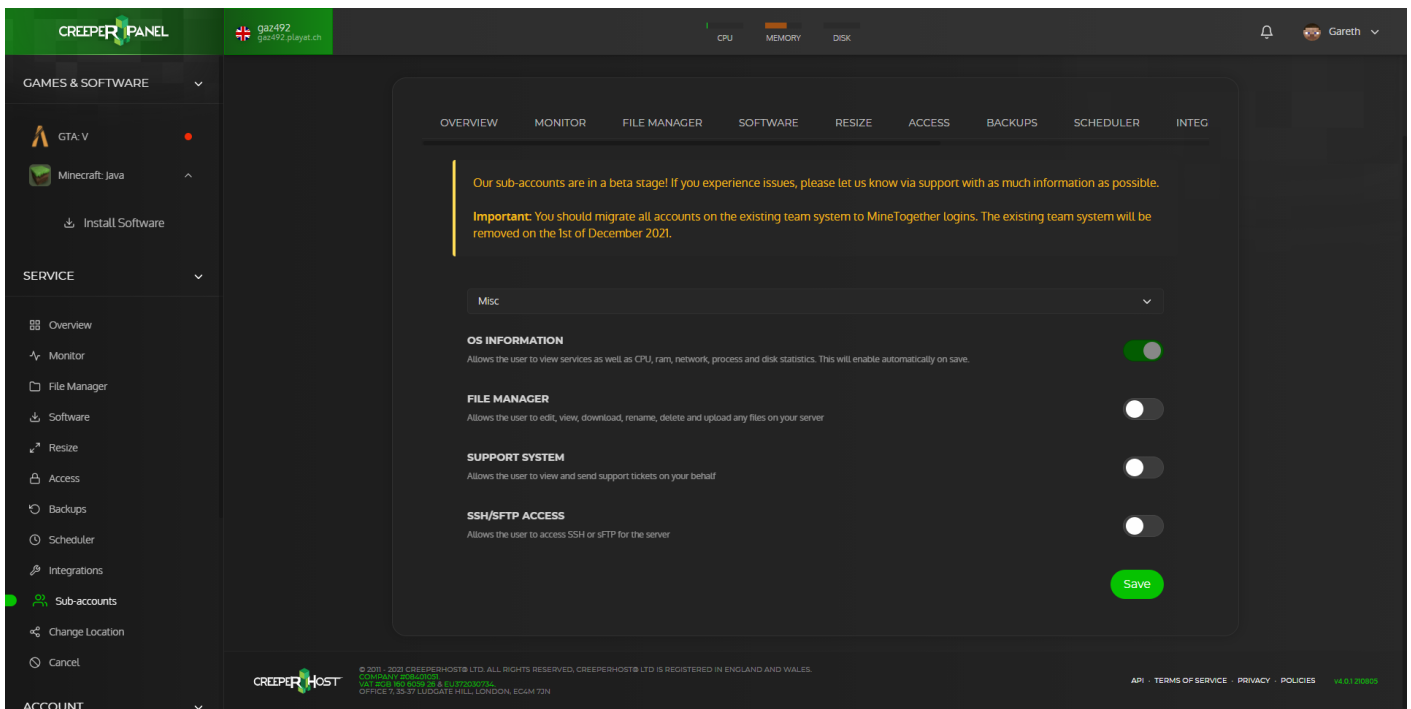 CREEPER PANEL
gaz492
gaz492.playat.ch
CPU MEMORY DISK
Gareth
GAMES & SOFTWARE
GTA: V
Minecraft: Java
Install Software
SERVICE
Overview
Monitor
File Manager
Software
Resize
Access
Backups
Scheduler
Integrations
Sub-accounts
Change Location
Cancel
ACCOUNT
OVERVIEW MONITOR FILE MANAGER SOFTWARE RESIZE ACCESS BACKUPS SCHEDULER INTEG
Our sub-accounts are in a beta stage! If you experience issues, please let us know via support with as much information as possible.
Important: You should migrate all accounts on the existing team system to MineTogether logins. The existing team system will be
removed on the 1st of December 2021.
Misc
OS INFORMATION
Allows the user to view services as well as CPU, ram, network, process and disk statistics. This will enable automatically on save.
FILE MANAGER
Allows the user to edit, view, download, rename, delete and upload any files on your server
SUPPORT SYSTEM
Allows the user to view and send support tickets on your behalf
SSH/SFTP ACCESS
Allows the user to access SSH or sFTP for the server
Save
CREEPER HOST
© 2011 - 2021 CREEPERHOST® LTD. ALL RIGHTS RESERVED, CREEPERHOST® LTD IS REGISTERED IN ENGLAND AND WALES.
COMPANY #08401051.
VAT #GB 160 6059 26 & EU372030734.
OFFICE 7, 35-37 LUDGATE HILL, LONDON, EC4M 7JN
API - TERMS OF SERVICE - PRIVACY - POLICIES v4.0.1 210805